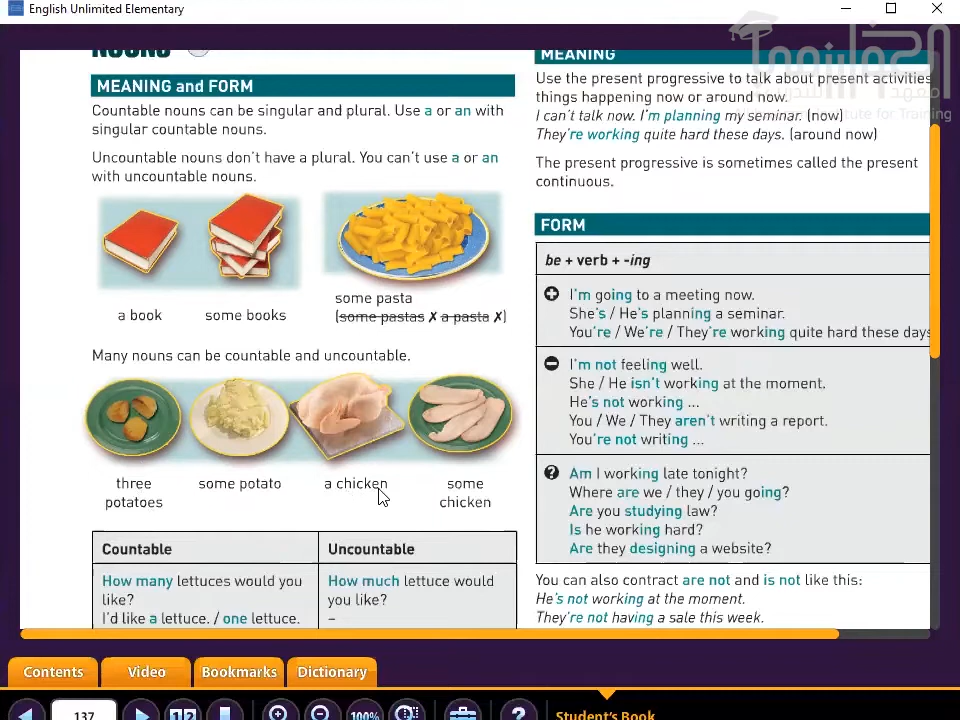 English Unlimited Elementary
NOUNS
MEANING and FORM
Countable nouns can be singular and plural. Use a or an with
singular countable nouns.
Uncountable nouns don't have a plural. You can't use a or an
with uncountable nouns.
a book
some books
some pasta
(some pastas ✗ a pasta ✗)
Many nouns can be countable and uncountable.
three
potatoes
some potato
a chicken
some
chicken
Countable
Uncountable
How many lettuces would you
like?
I'd like a lettuce. / one lettuce.
How much lettuce would
you like?
–
MEANING
Use the present progressive to talk about present activities
things happening now or around now.
I can't talk now. I'm planning my seminar. (now)
They're working quite hard these days. (around now)
The present progressive is sometimes called the present
continuous.
FORM
be + verb + -ing
I'm going to a meeting now.
She's / He's planning a seminar.
You're / We're / They're working quite hard these days
I'm not feeling well.
She / He isn't working at the moment.
He's not working ...
You / We / They aren't writing a report.
You're not writing ...
Am I working late tonight?
Where are we / they / you going?
Are you studying law?
Is he working hard?
Are they designing a website?
You can also contract are not and is not like this:
He's not working at the moment.
They're not having a sale this week.
Institute for Training
Contents
Video
Bookmarks
Dictionary
137
1 2
100%
?
Student's Book